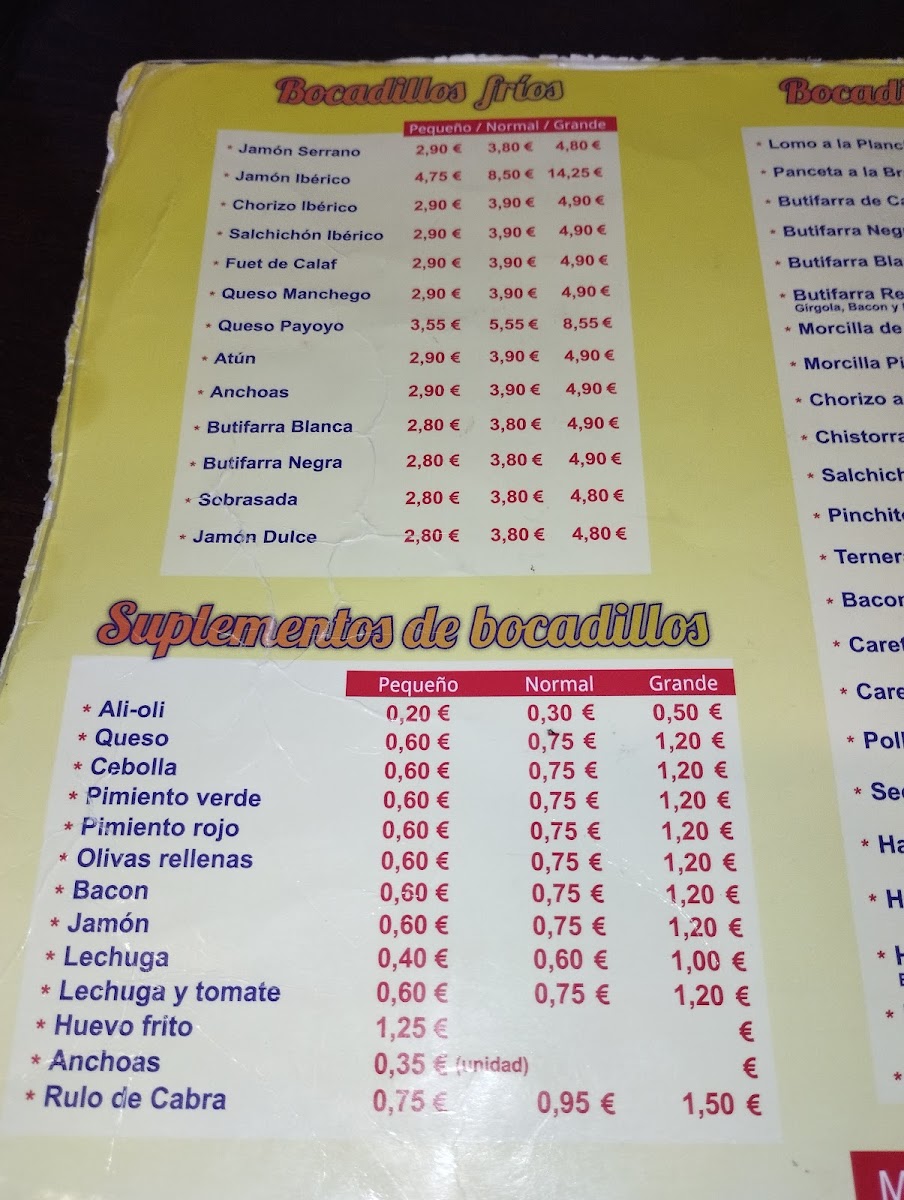 Bocadillos fríos
Pequeño / Normal / Grande
* Jamón Serrano 2,90 € 3,80 € 4,80 €
* Jamón Ibérico 4,75 € 8,50 € 14,25 €
* Chorizo Ibérico 2,90 € 3,90 € 4,90 €
* Salchichón Ibérico 2,90 € 3,90 € 4,90 €
* Fuet de Calaf 2,90 € 3,90 € 4,90 €
* Queso Manchego 2,90 € 3,90 € 4,90 €
* Queso Payoyo 3,55 € 5,55 € 8,55 €
* Atún 2,90 € 3,90 € 4,90 €
* Anchoas 2,90 € 3,90 € 4,90 €
* Butifarra Blanca 2,80 € 3,80 € 4,90 €
* Butifarra Negra 2,80 € 3,80 € 4,90 €
* Sobrasada 2,80 € 3,80 € 4,80 €
* Jamón Dulce 2,80 € 3,80 € 4,80 €
Suplementos de bocadillos
Pequeño Normal Grande
* Ali-oli 0,20 € 0,30 € 0,50 €
* Queso 0,60 € 0,75 € 1,20 €
* Cebolla 0,60 € 0,75 € 1,20 €
* Pimiento verde 0,60 € 0,75 € 1,20 €
* Pimiento rojo 0,60 € 0,75 € 1,20 €
* Olivas rellenas 0,60 € 0,75 € 1,20 €
* Bacon 0,60 € 0,75 € 1,20 €
* Jamón 0,60 € 0,75 € 1,20 €
* Lechuga 0,40 € 0,60 € 1,00 €
* Lechuga y tomate 0,60 € 0,75 € 1,20 €
* Huevo frito 1,25 € €
* Anchoas 0,35 € (unidad) €
* Rulo de Cabra 0,75 € 0,95 € 1,50 €
Bocadi
* Lomo a la Planc
* Panceta a la Br
* Butifarra de Ca
* Butifarra Neg
* Butifarra Bla
* Butifarra Re
Girgola, Bacon y
* Morcilla de
* Morcilla Pi
* Chorizo a
* Chistorra
* Salchich
* Pinchito
* Ternera
* Bacon
* Caret
* Care
* Poll
* Sec
* Ha
* H
* H